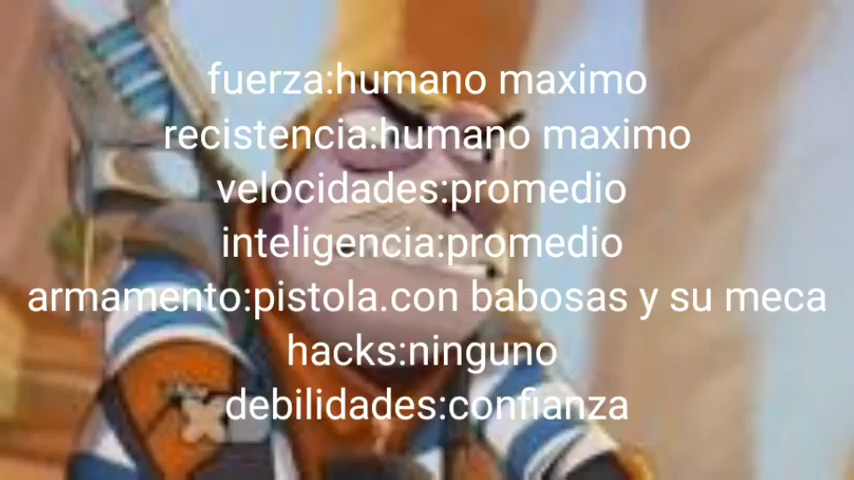 fuerza:humano maximo
recistencia:humano maximo
velocidades:promedio
inteligencia:promedio
armamento:pistola.con babosas y su meca
hacks:ninguno
debilidades:confianza